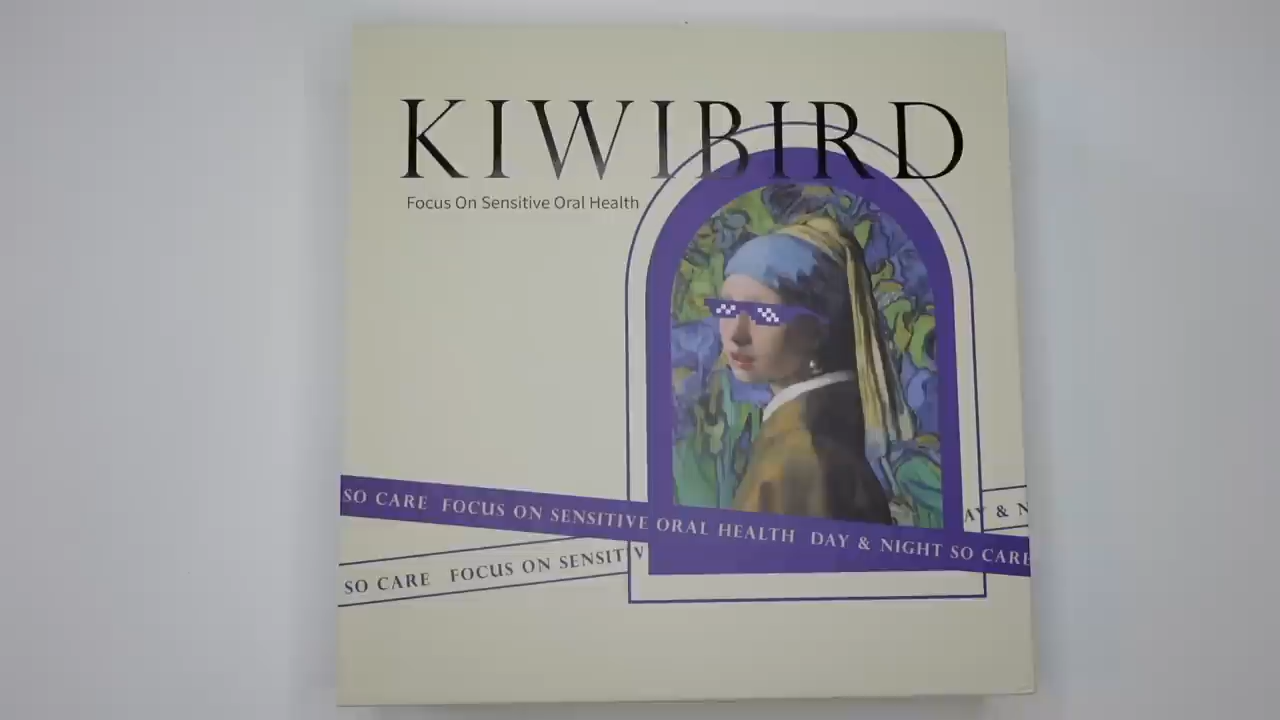 KIWIBIRD
Focus On Sensitive Oral Health
SO CARE FOCUS ON SENSITIVE ORAL HEALTH DAY & NIGHT SO CARE
& N
SO CARE FOCUS ON